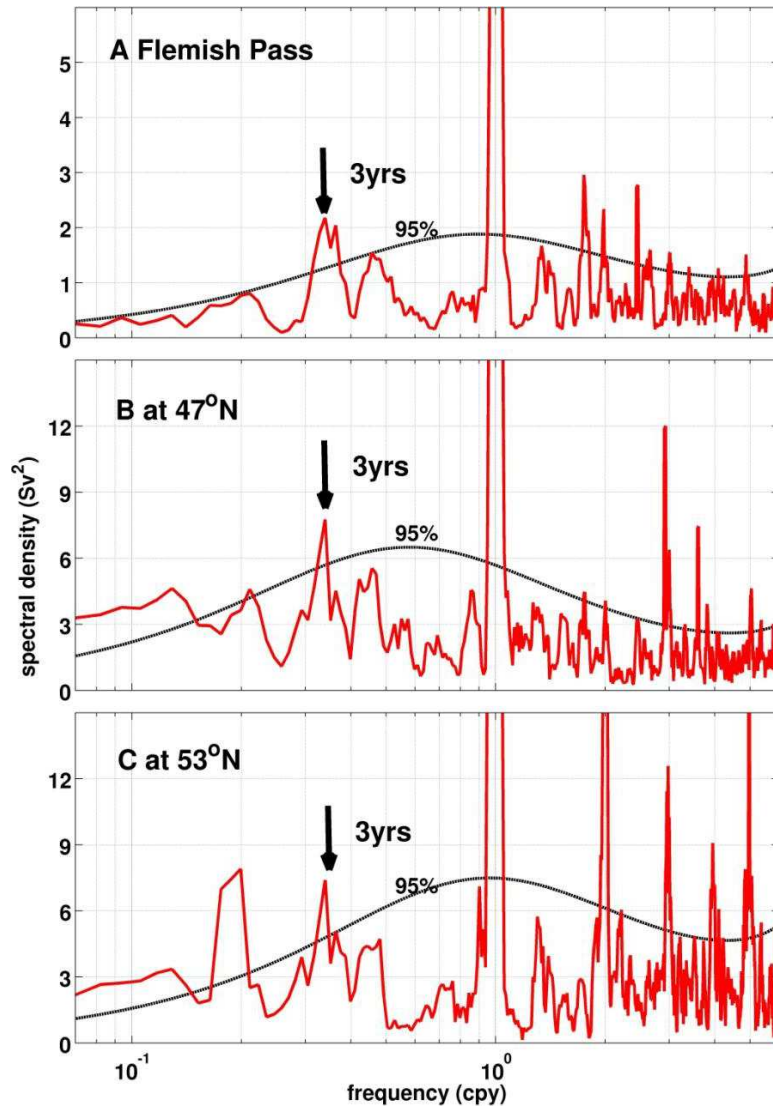 A Flemish Pass
5
4
3
2
1
0
3yrs
95%
B at 47°N
12
9
6
3
0
3yrs
95%
spectral density (Sv²)
C at 53°N
12
9
6
3
0
3yrs
95%
10⁻¹ 10⁰
frequency (cpy)